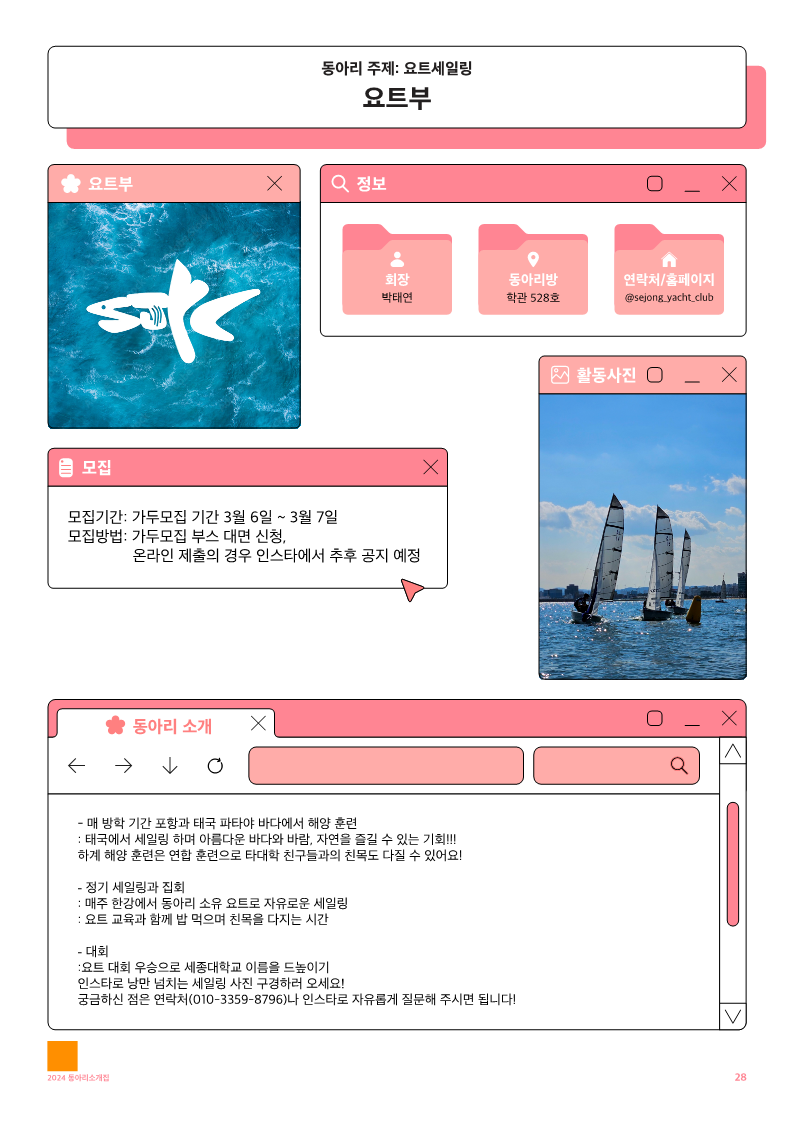 동아리 주제: 요트세일링
요트부
요트부
정보
회장
박태연
동아리방
학관 528호
연락처/홈페이지
@sejong_yacht_club
활동사진
모집
모집기간: 가두모집 기간 3월 6일 ~ 3월 7일
모집방법: 가두모집 부스 대면 신청,
온라인 제출의 경우 인스타에서 추후 공지 예정
동아리 소개
- 매 방학 기간 포항과 태국 파타야 바다에서 해양 훈련
: 태국에서 세일링 하며 아름다운 바다와 바람, 자연을 즐길 수 있는 기회!!!
하계 해양 훈련은 연합 훈련으로 타대학 친구들과의 친목도 다질 수 있어요!
- 정기 세일링과 집회
: 매주 한강에서 동아리 소유 요트로 자유로운 세일링
: 요트 교육과 함께 밥 먹으며 친목을 다지는 시간
- 대회
:요트 대회 우승으로 세종대학교 이름을 드높이기
인스타로 낭만 넘치는 세일링 사진 구경하러 오세요!
궁금하신 점은 연락처(010-3359-8796)나 인스타로 자유롭게 질문해 주시면 됩니다!
2024 동아리소개집
28